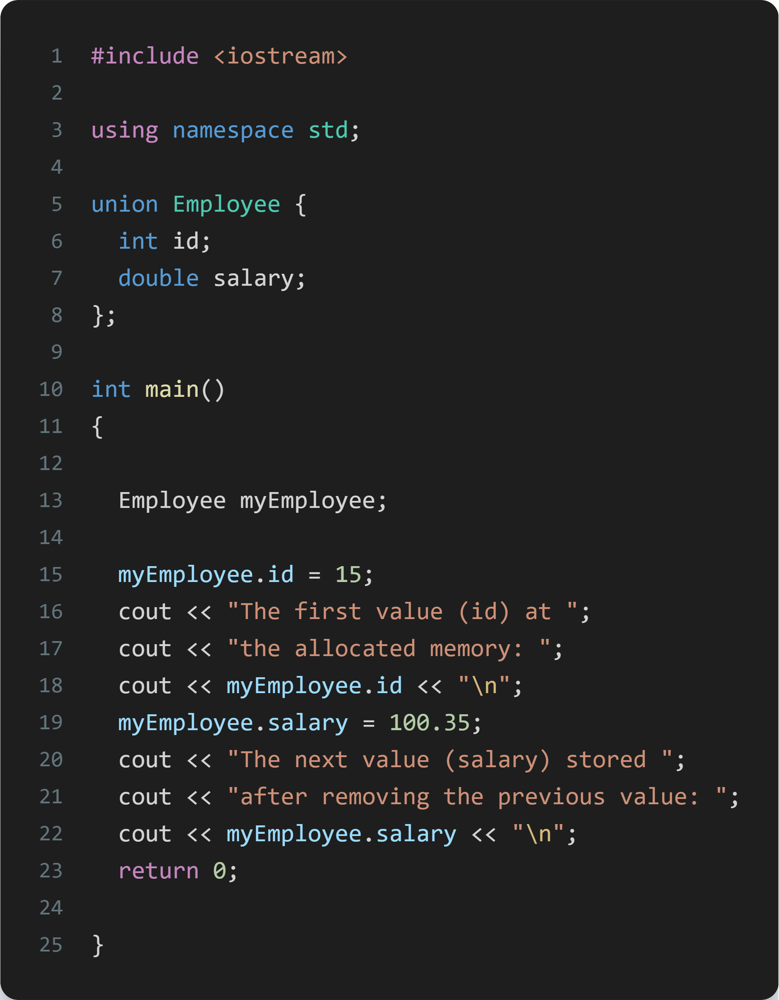 1 #include <iostream>
2
3 using namespace std;
4
5 union Employee {
6   int id;
7   double salary;
8 };
9
10 int main()
11 {
12
13   Employee myEmployee;
14
15   myEmployee.id = 15;
16   cout << "The first value (id) at ";
17   cout << "the allocated memory: ";
18   cout << myEmployee.id << "\n";
19   myEmployee.salary = 100.35;
20   cout << "The next value (salary) stored ";
21   cout << "after removing the previous value: ";
22   cout << myEmployee.salary << "\n";
23   return 0;
24
25 }